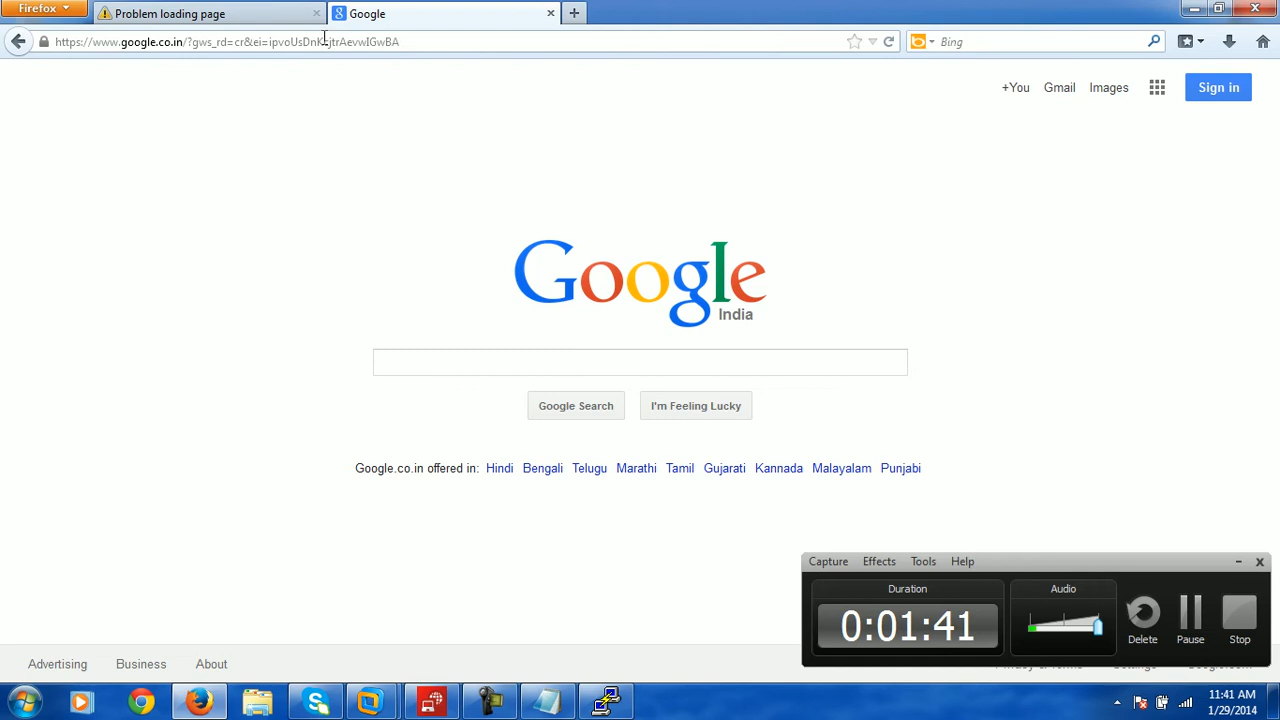 Firefox
Problem loading page
Google
https://www.google.co.in/?gws_rd=cr&ei=
Bing
+You Gmail Images Sign in
Google
India
Google Search I'm Feeling Lucky
Google.co.in offered in: Hindi Bengali Telugu Marathi Tamil Gujarati Kannada Malayalam Punjabi
Capture Effects Tools Help
Duration Audio
0:01:41
Delete Pause Stop
Advertising Business About
11:41 AM
1/29/2014